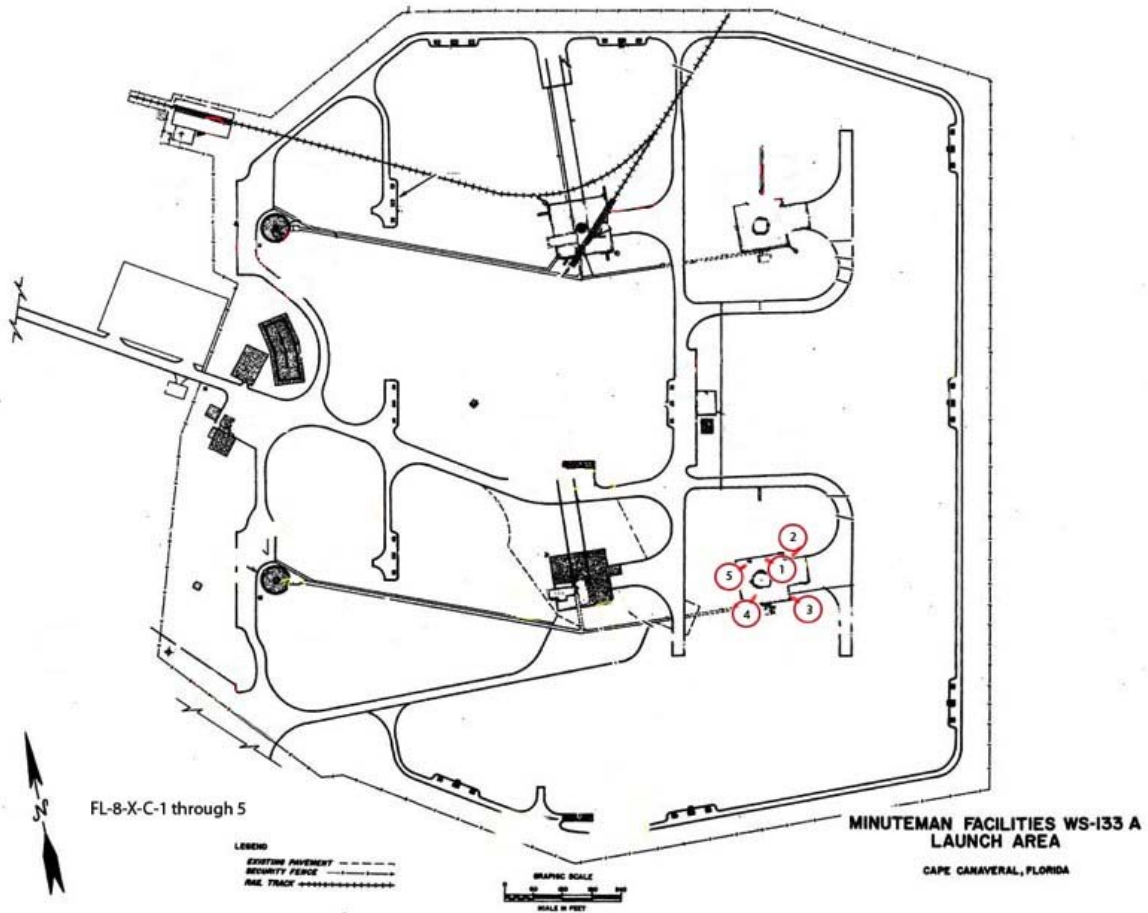 2
1
5
4
3
N
FL-8-X-C-1 through 5
LEGEND
EXISTING PAVEMENT
SECURITY FENCE
RAIL TRACK
GRAPHIC SCALE
0
SCALE IN FEET
MINUTEMAN FACILITIES WS-133 A
LAUNCH AREA
CAPE CANAVERAL, FLORIDA